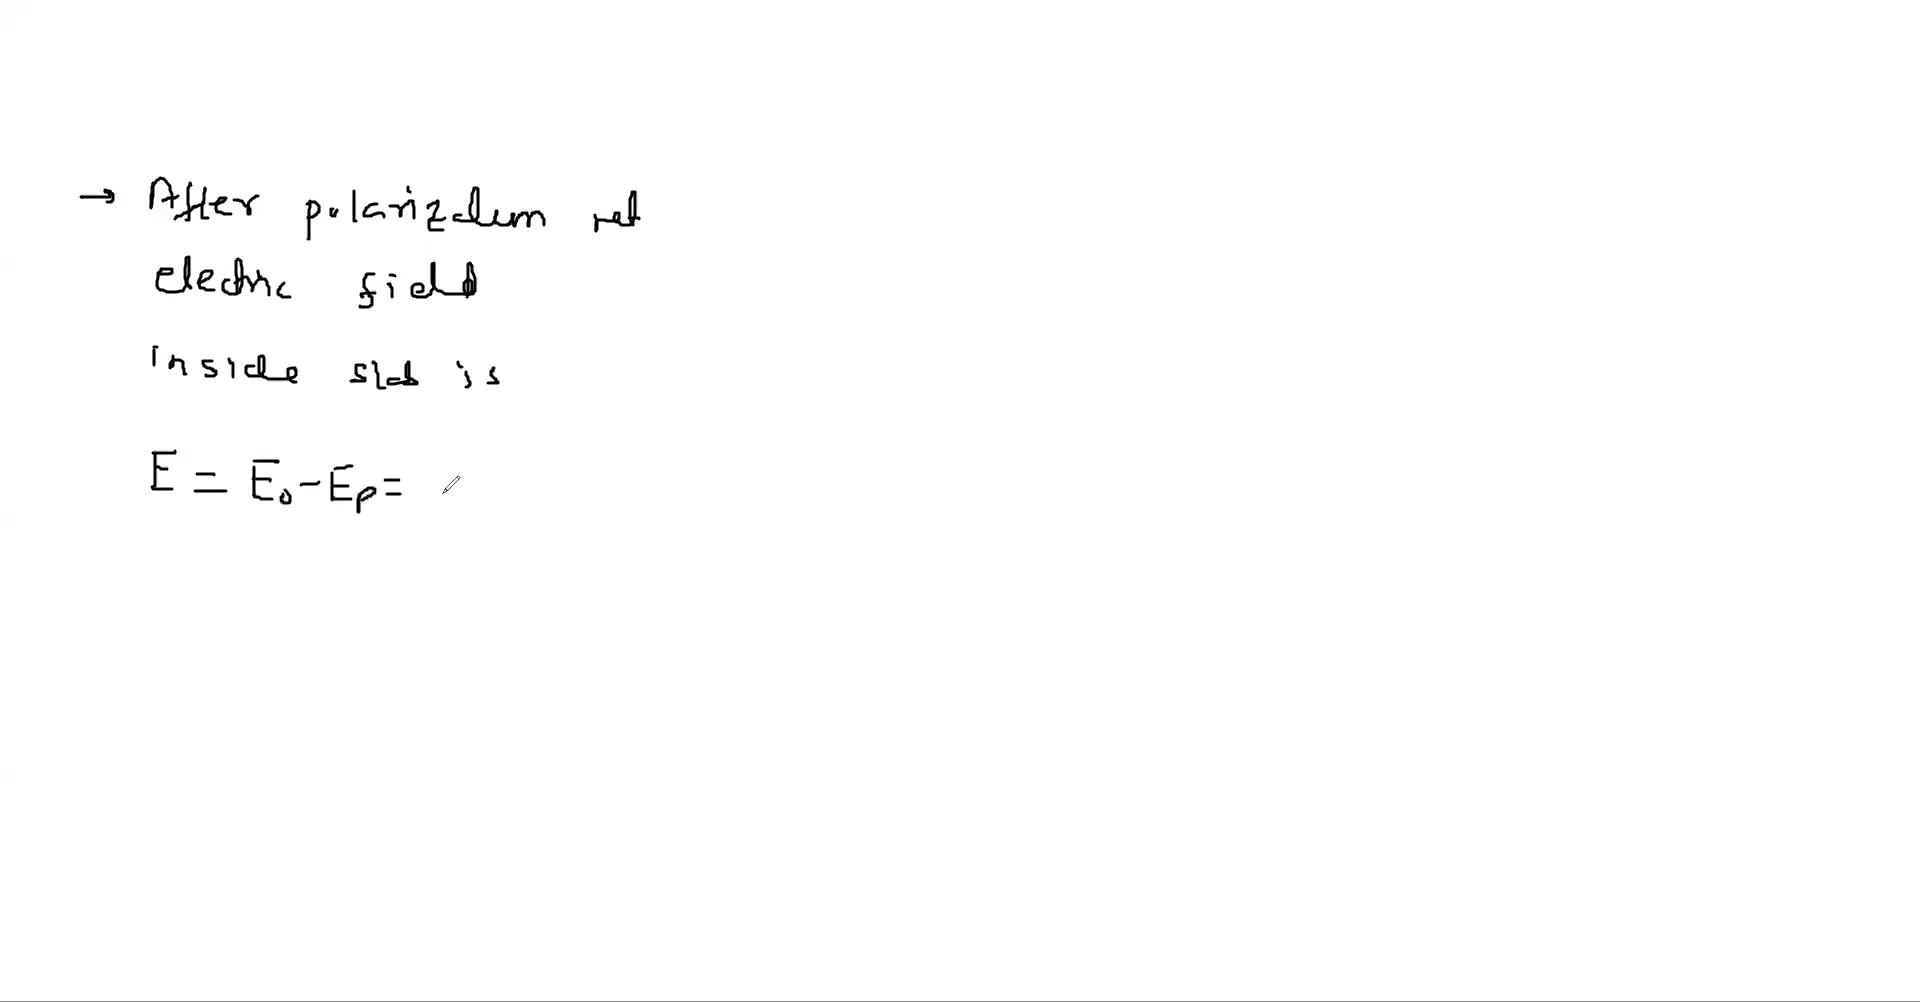 → After polarization net
electric field
inside slab is
E = E₀ - Eₚ =